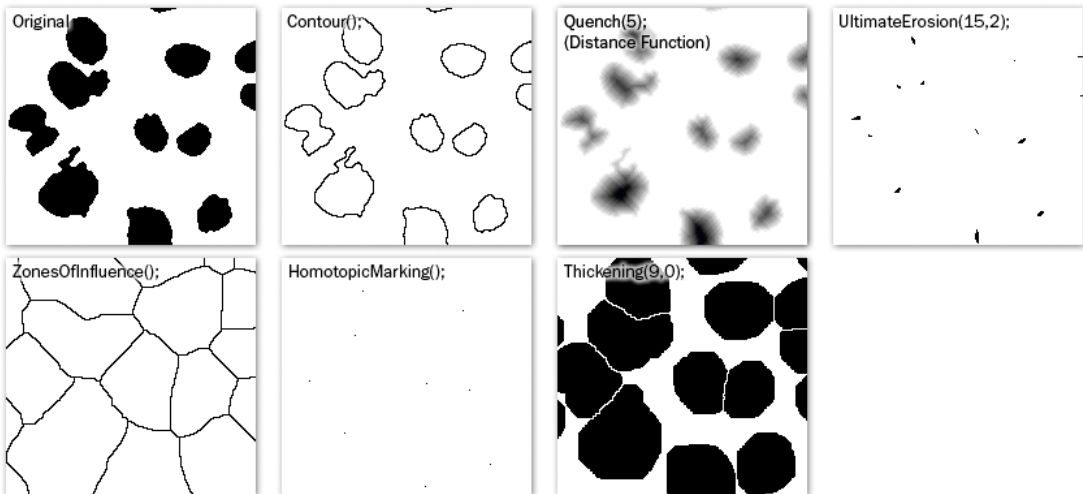 Original
Contour();
Quench(5);
(Distance Function)
UltimateErosion(15,2);
ZonesOfInfluence();
HomotopicMarking();
Thickening(9,0);